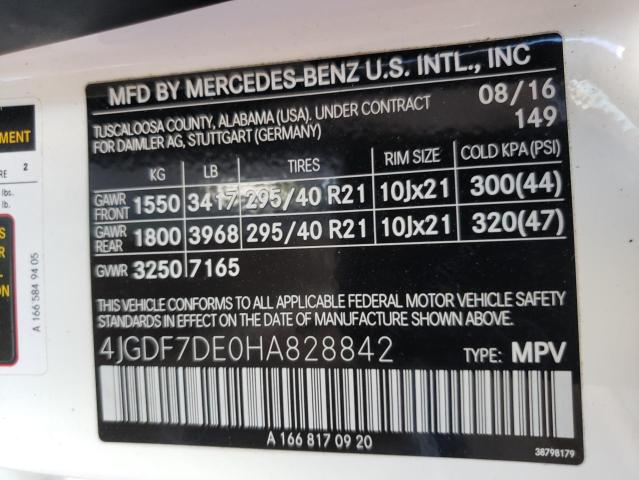 MFD BY MERCEDES-BENZ U.S. INTL., INC
TUSCALOOSA COUNTY, ALABAMA (USA). UNDER CONTRACT 08/16
FOR DAIMLER AG, STUTTGART (GERMANY) 149
KG LB TIRES RIM SIZE COLD KPA(PSI)
GAWR FRONT 1550 3417 295/40 R21 10Jx21 300(44)
GAWR REAR 1800 3968 295/40 R21 10Jx21 320(47)
GVWR 3250 7165
THIS VEHICLE CONFORMS TO ALL APPLICABLE FEDERAL MOTOR VEHICLE SAFETY
STANDARDS IN EFFECT ON THE DATE OF MANUFACTURE SHOWN ABOVE.
4JGDF7DE0HA828842 TYPE: MPV
A 166 817 09 20
38798179
2
lbs.
lb.
A 166 584 94 05